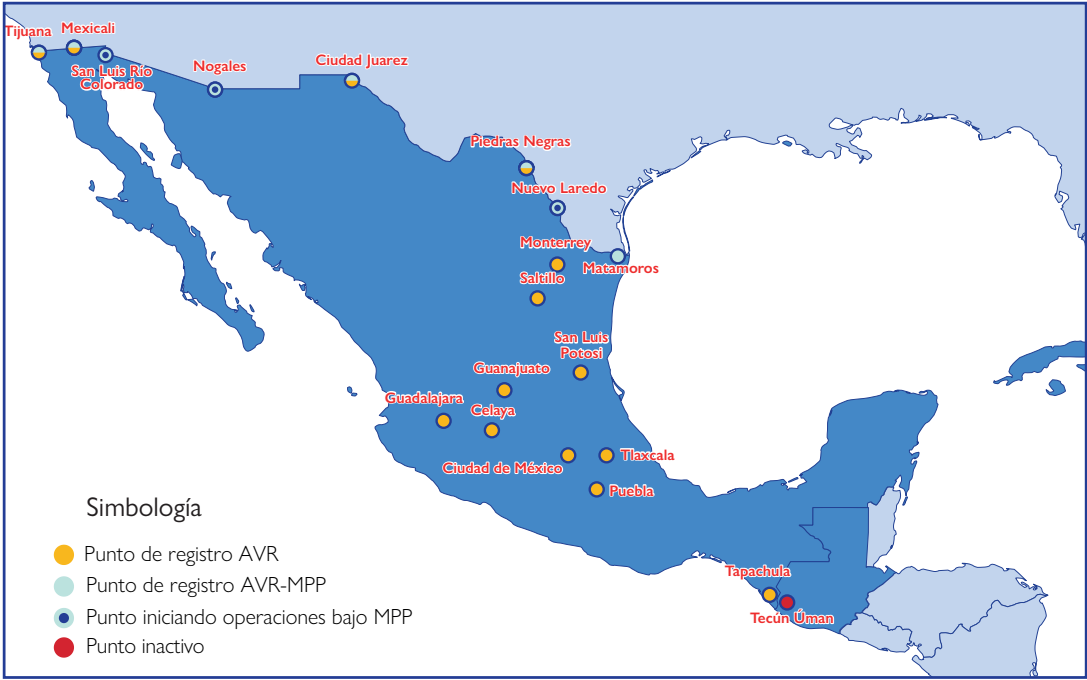 Tijuana
Mexicali
San Luis Río
Colorado
Nogales
Ciudad Juarez
Piedras Negras
Nuevo Laredo
Monterrey
Matamoros
Saltillo
San Luis
Potosi
Guanajuato
Guadalajara
Celaya
Ciudad de México
Tlaxcala
Puebla
Tapachula
Tecún Úman
Simbología
Punto de registro AVR
Punto de registro AVR-MPP
Punto iniciando operaciones bajo MPP
Punto inactivo